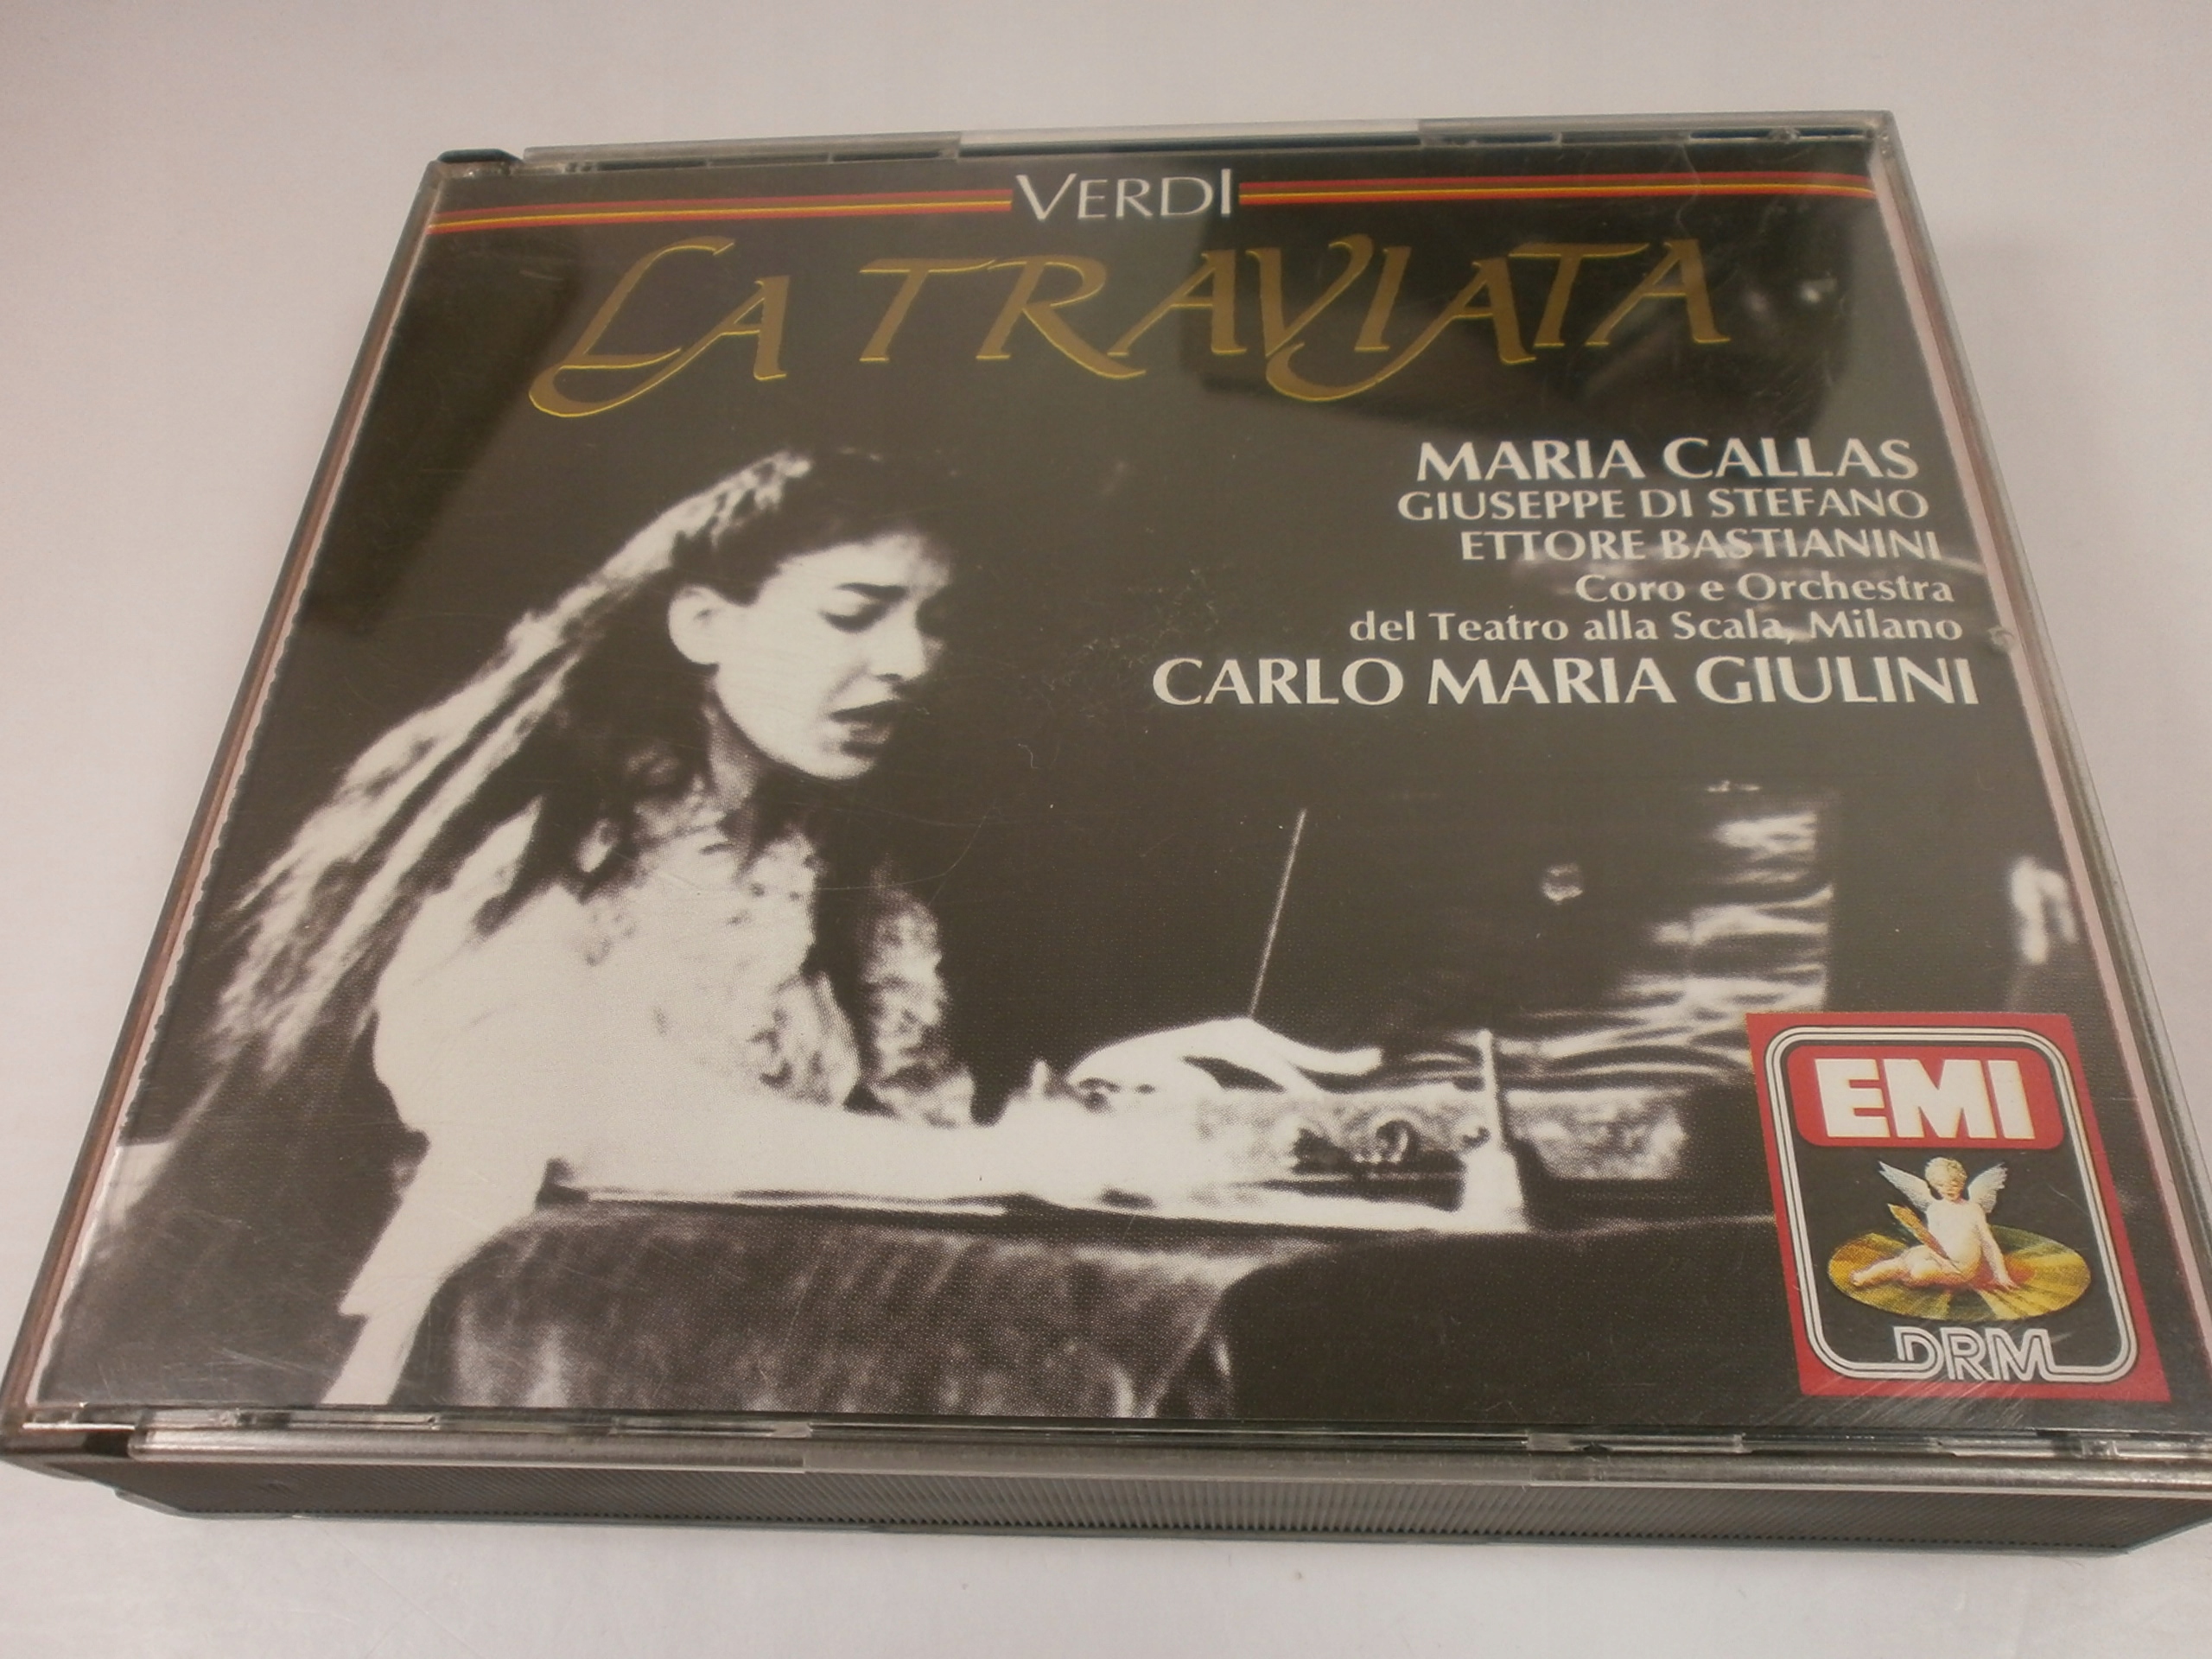 VERDI
LA TRAVIATA
MARIA CALLAS
GIUSEPPE DI STEFANO
ETTORE BASTIANINI
Coro e Orchestra
del Teatro alla Scala, Milano
CARLO MARIA GIULINI
EMI
DRM